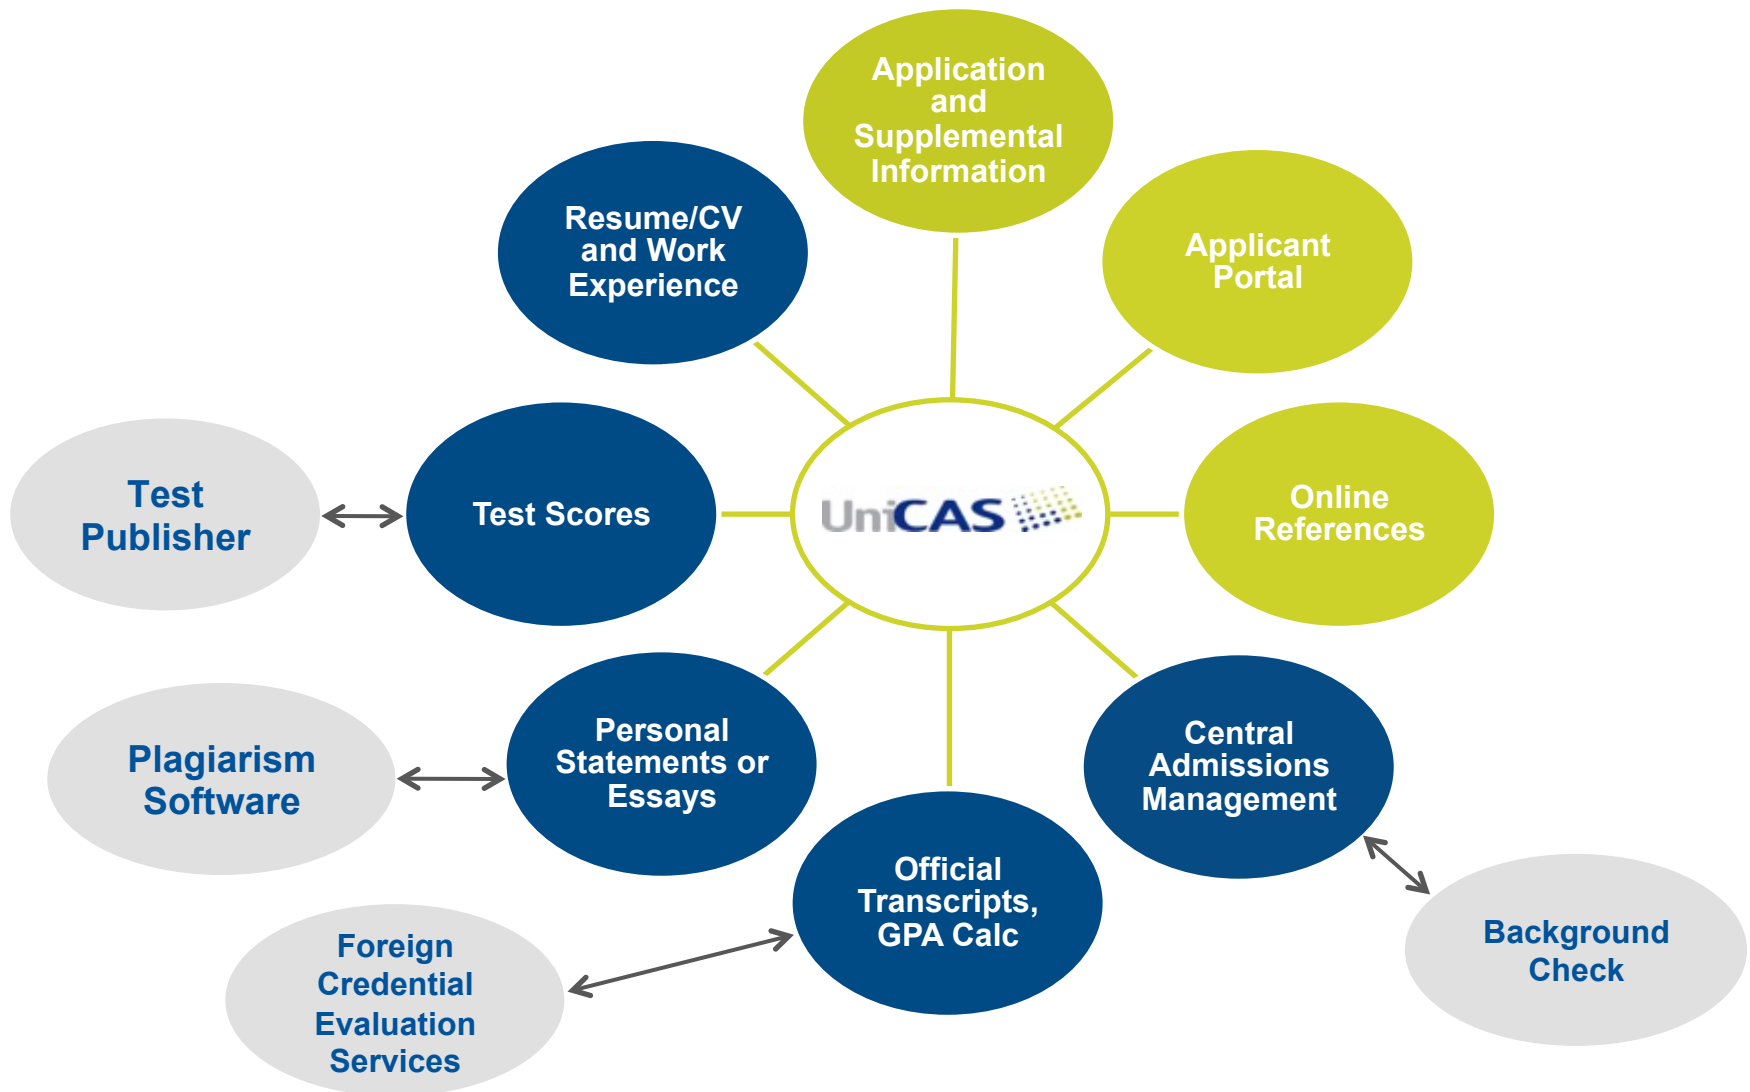 Application
and
Supplemental
Information
Resume/CV
and Work
Experience
Applicant
Portal
Test
Publisher
Test Scores
UniCAS
Online
References
Personal
Statements or
Essays
Central
Admissions
Management
Plagiarism
Software
Official
Transcripts,
GPA Calc
Foreign
Credential
Evaluation
Services
Background
Check